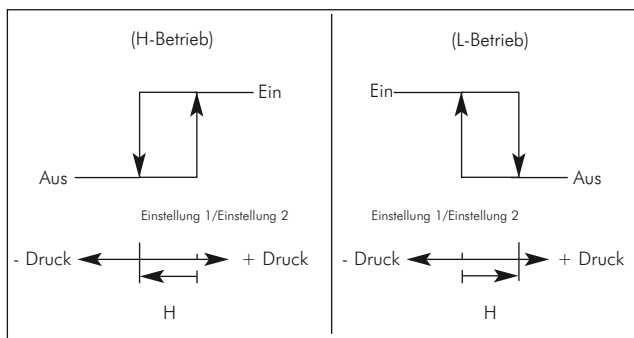 (H-Betrieb)
Ein
Aus
Einstellung 1/Einstellung 2
- Druck
+ Druck
H
(L-Betrieb)
Ein
Aus
Einstellung 1/Einstellung 2
- Druck
+ Druck
H